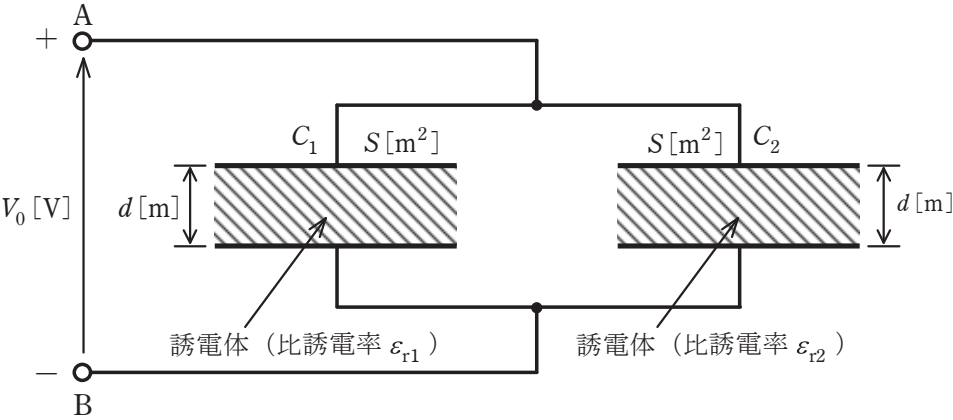 A
+
C₁ S[m²] S[m²] C₂
V₀[V] d[m] d[m]
誘電体（比誘電率 εr1） 誘電体（比誘電率 εr2）
−
B